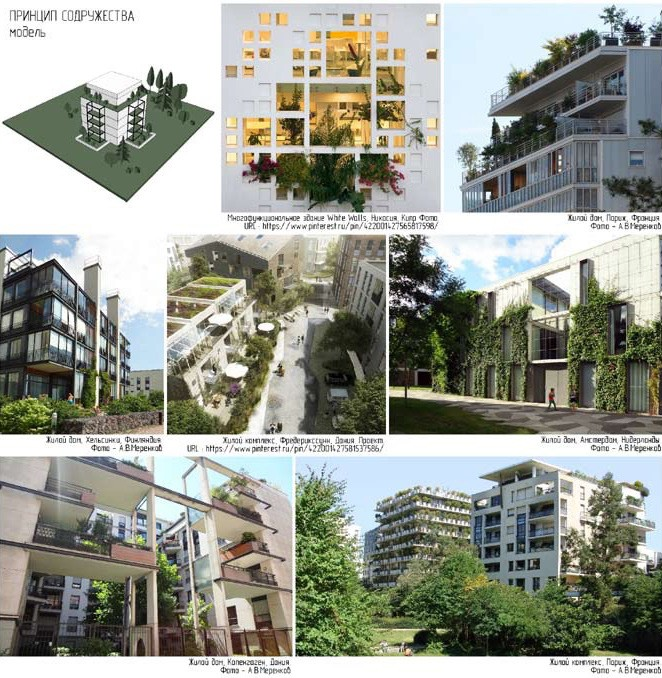 ПРИНЦИП СОДРУЖЕСТВА
модель
Многофункциональное здание White Walls, Никосия, Кипр Фото.
URL : https://www.pinterest.ru/pin/422001427565817598/
Жилой дом, Париж, Франция.
Фото – А.В.Меренков
Жилой дом, Хельсинки, Финляндия.
Фото – А.В.Меренков
Жилой комплекс, Фредерикссунн, Дания. Проект.
URL : https://www.pinterest.ru/pin/422001427581537586/
Жилой дом, Амстердам, Нидерланды
Фото – А.В.Меренков
Жилой дом, Копенгаген, Дания.
Фото – А.В.Меренков
Жилой комплекс, Париж, Франция.
Фото – А.В.Меренков